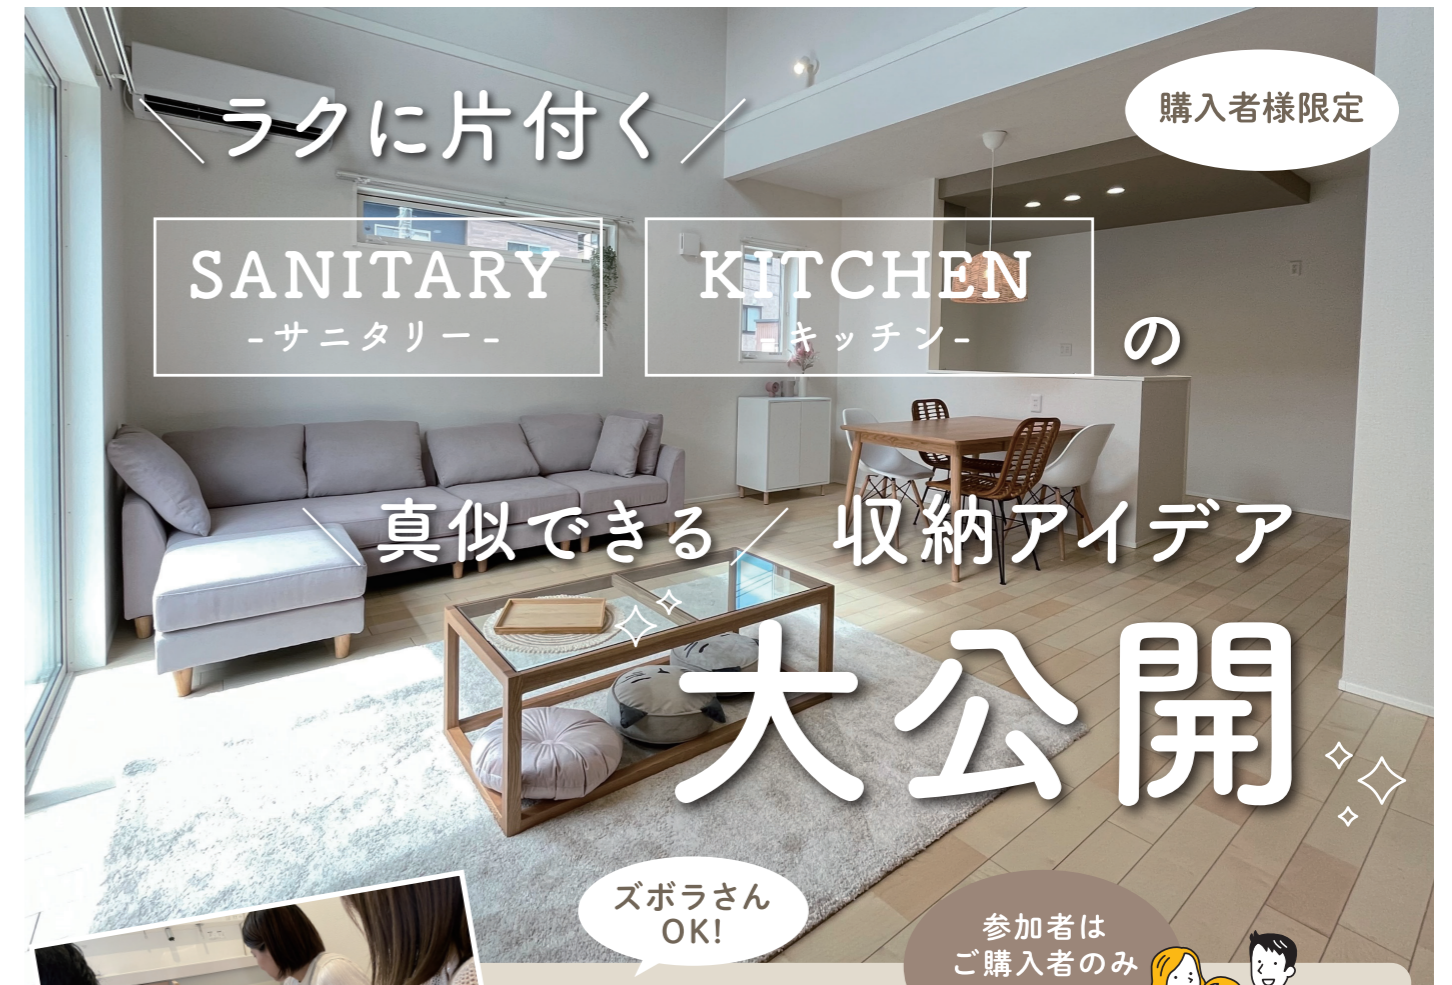 購入者様限定
ラクに片付く
SANITARY
-サニタリー-
KITCHEN
-キッチン-
の
真似できる 収納アイデア
大公開
ズボラさん
OK!
参加者は
ご購入者のみ